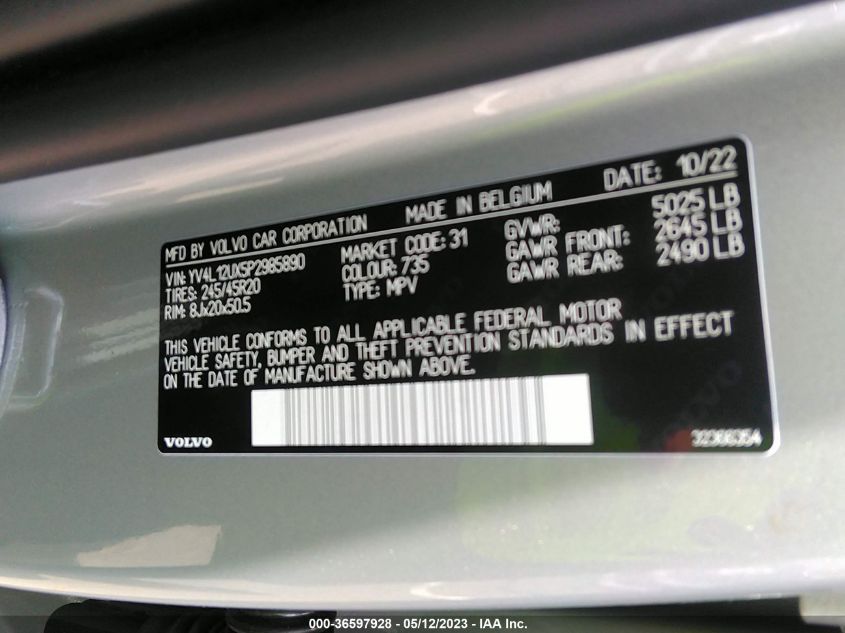 MFD BY VOLVO CAR CORPORATION MADE IN BELGIUM DATE: 10/22
VIN: YV4L12UX5P2985890 MARKET CODE: 31 GVWR: 5025 LB
TIRES: 245/45R20 COLOUR: 735 GAWR FRONT: 2645 LB
RIM: 8Jx20x50.5 TYPE: MPV GAWR REAR: 2490 LB
THIS VEHICLE CONFORMS TO ALL APPLICABLE FEDERAL MOTOR
VEHICLE SAFETY, BUMPER AND THEFT PREVENTION STANDARDS IN EFFECT
ON THE DATE OF MANUFACTURE SHOWN ABOVE.
VOLVO
000-36597928 - 05/12/2023 - IAA Inc.